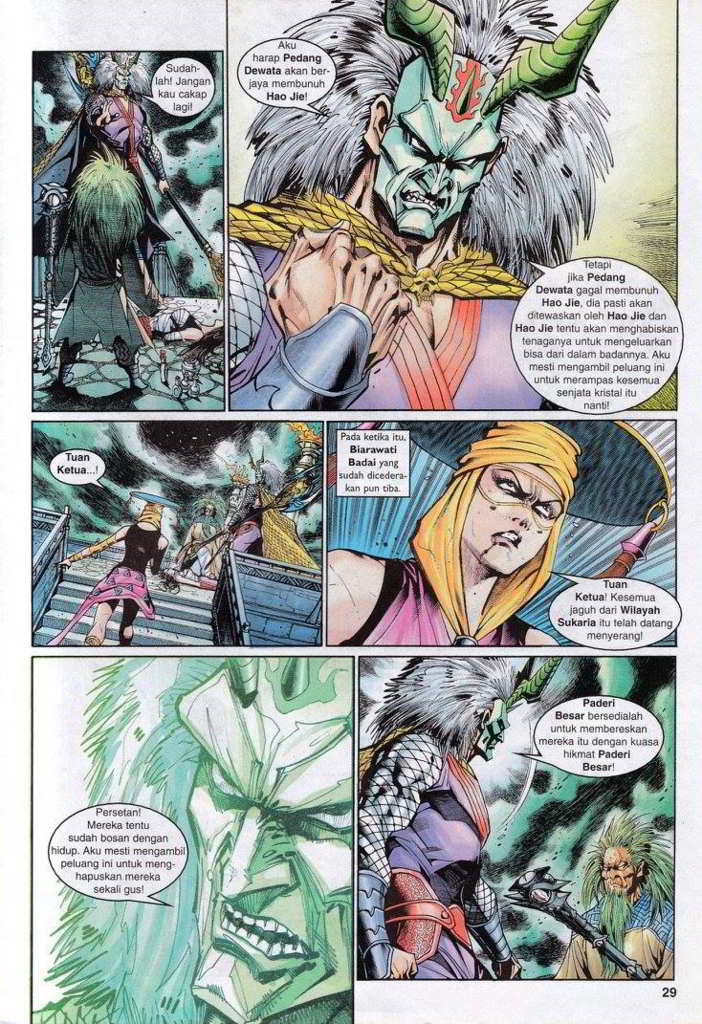 Sudah-
lah! Jangan
kau cakap
lagi!
Aku
harap Pedang
Dewata akan ber-
jaya membunuh
Hao Jie!
Tetapi
jika Pedang
Dewata gagal membunuh
Hao Jie, dia pasti akan
ditewaskan oleh Hao Jie dan
Hao Jie tentu akan menghabiskan
tenaganya untuk mengeluarkan
bisa dari dalam badannya. Aku
mesti mengambil peluang ini
untuk merampas kesemua
senjata kristal itu
nanti!
Tuan
Ketua...!
Pada ketika itu,
Biarawati
Badai yang
sudah dicedera-
kan pun tiba.
Tuan
Ketua! Kesemua
jaguh dari Wilayah
Sukaria itu telah datang
menyerang!
Persetan!
Mereka tentu
sudah bosan dengan
hidup. Aku mesti mengambil
peluang ini untuk meng-
hapuskan mereka
sekali gus!
Paderi
Besar bersedialah
untuk membereskan
mereka itu dengan kuasa
hikmat Paderi
Besar!
29